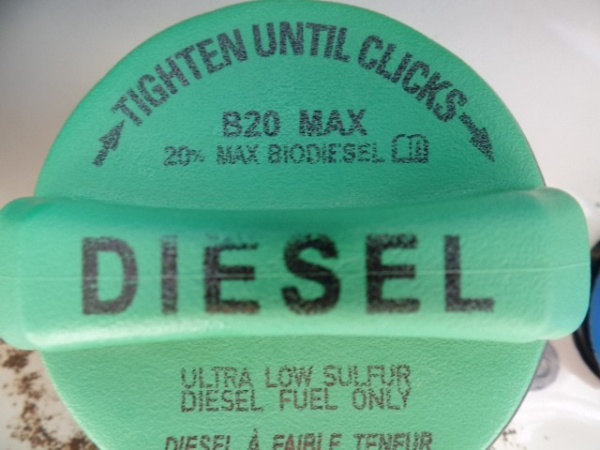 TIGHTEN UNTIL CLICKS
B20 MAX
20% MAX BIODIESEL
DIESEL
ULTRA LOW SULFUR
DIESEL FUEL ONLY
DIESEL À FAIBLE TENEUR